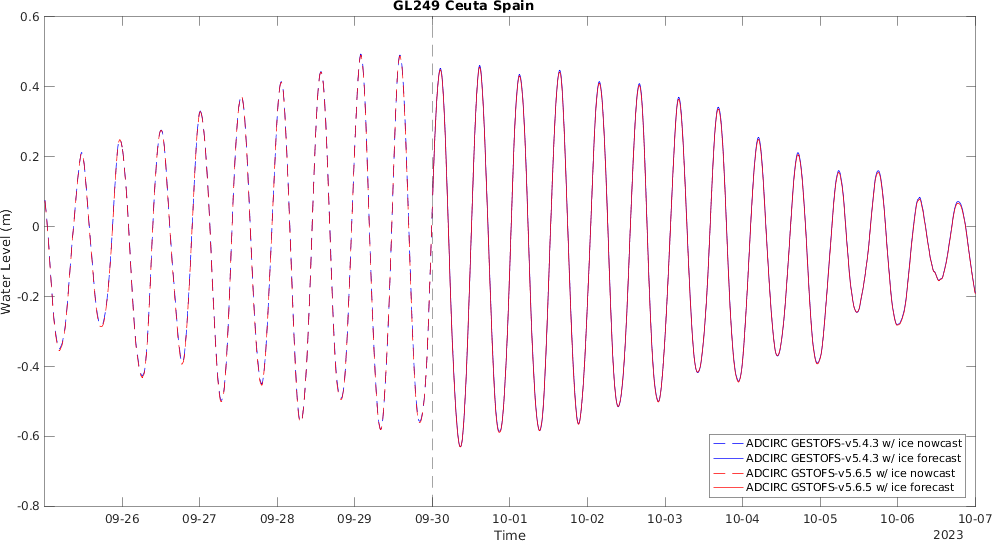 GL249 Ceuta Spain
0.6
0.4
0.2
0
-0.2
-0.4
-0.6
-0.8
Water Level (m)
ADCIRC GESTOFS-v5.4.3 w/ ice nowcast
ADCIRC GESTOFS-v5.4.3 w/ ice forecast
ADCIRC GSTOFS-v5.6.5 w/ ice nowcast
ADCIRC GSTOFS-v5.6.5 w/ ice forecast
09-26 09-27 09-28 09-29 09-30 10-01 10-02 10-03 10-04 10-05 10-06 10-07
Time
2023